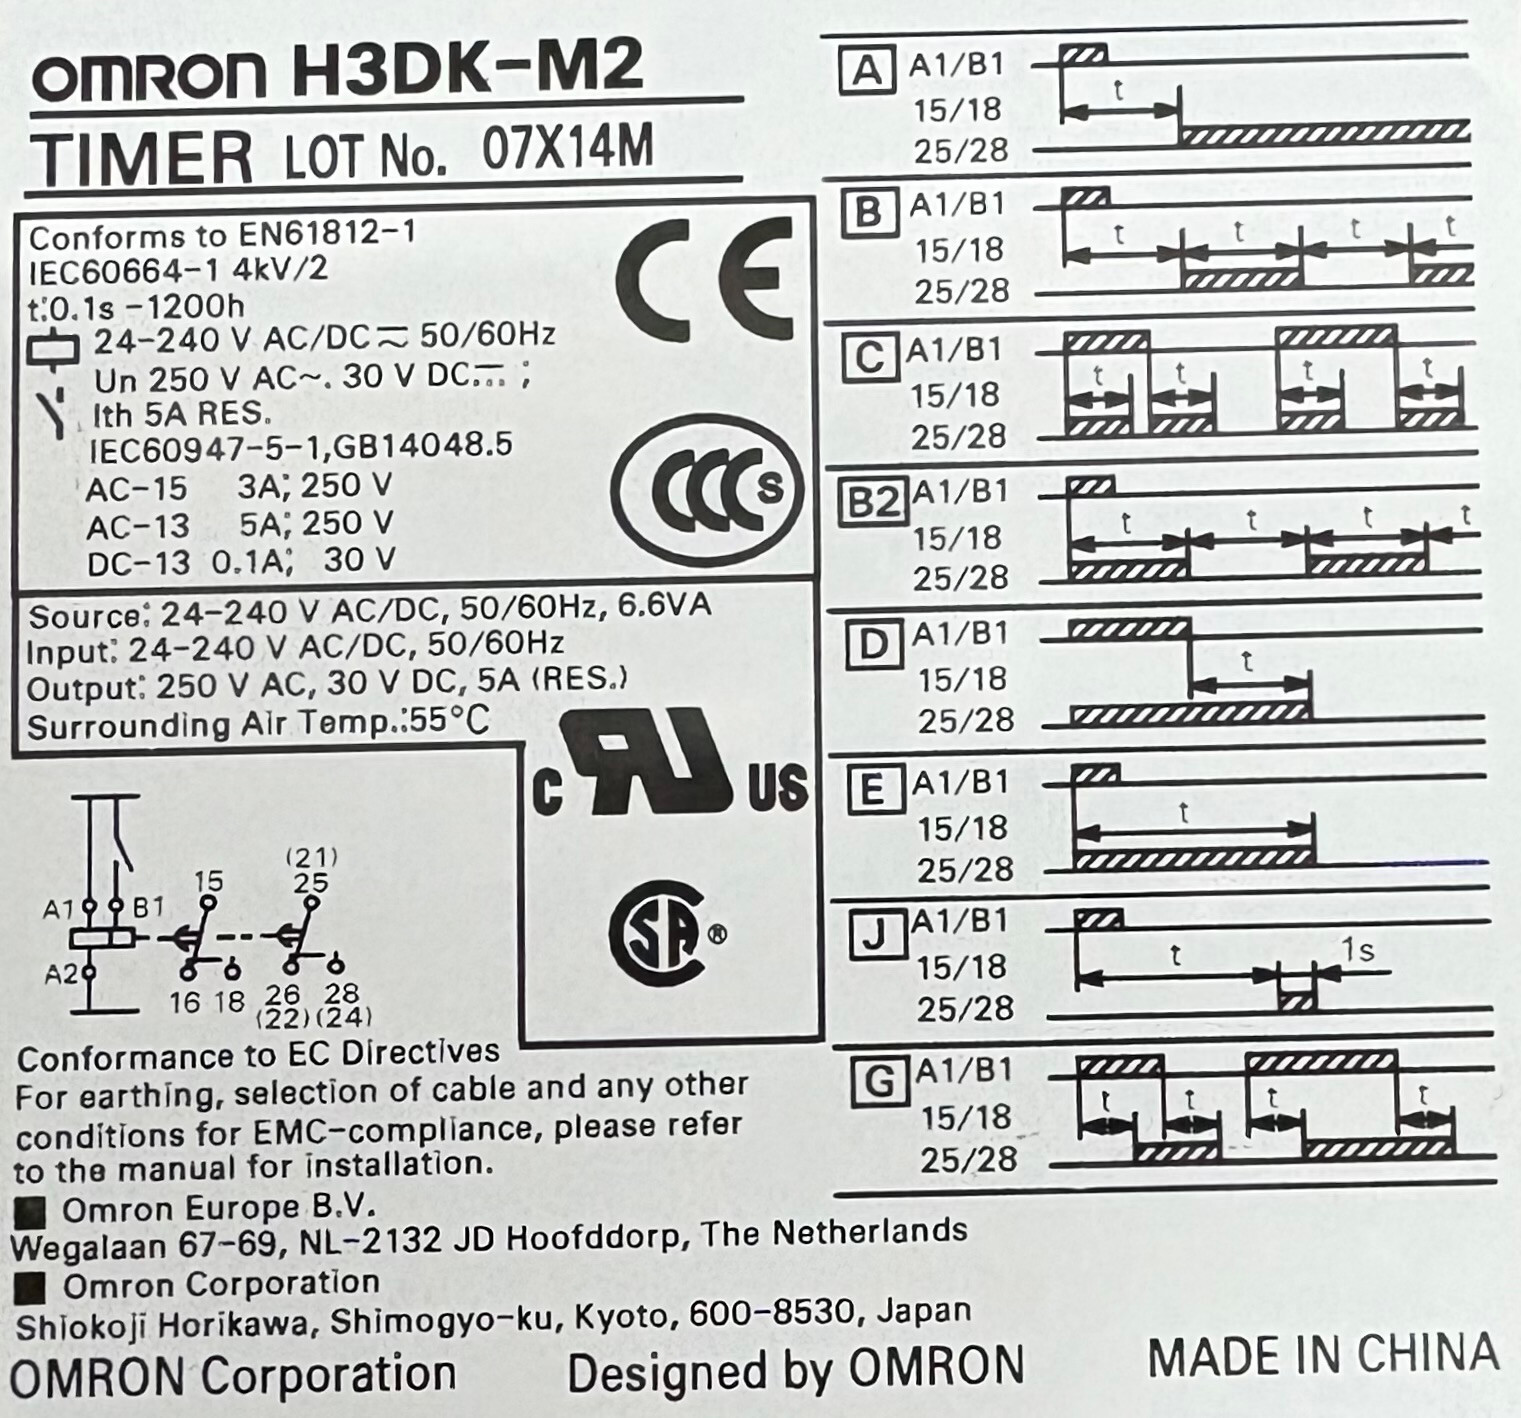 OMRON H3DK-M2
TIMER LOT No. 07X14M
Conforms to EN61812-1
IEC60664-1 4kV/2
t:0.1s -1200h
24-240 V AC/DC⎓ 50/60Hz
Un 250 V AC~. 30 V DC⎓ ;
Ith 5A RES.
IEC60947-5-1,GB14048.5
AC-15 3A; 250 V
AC-13 5A; 250 V
DC-13 0.1A; 30 V
CE
CCC S
Source: 24-240 V AC/DC, 50/60Hz, 6.6VA
Input: 24-240 V AC/DC, 50/60Hz
Output: 250 V AC, 30 V DC, 5A (RES.)
Surrounding Air Temp.:55°C
C RU US
SA ®
(21)
15 25
A1 B1
A2
16 18 26 28
(22)(24)
Conformance to EC Directives
For earthing, selection of cable and any other
conditions for EMC-compliance, please refer
to the manual for installation.
■ Omron Europe B.V.
Wegalaan 67-69, NL-2132 JD Hoofddorp, The Netherlands
■ Omron Corporation
Shiokoji Horikawa, Shimogyo-ku, Kyoto, 600-8530, Japan
OMRON Corporation Designed by OMRON MADE IN CHINA
A A1/B1
t
15/18
25/28
B A1/B1
t t t t
15/18
25/28
C A1/B1
t t t t
15/18
25/28
B2 A1/B1
t t t t
15/18
25/28
D A1/B1
t
15/18
25/28
E A1/B1
t
15/18
25/28
J A1/B1
t 1s
15/18
25/28
G A1/B1
t t t t
15/18
25/28